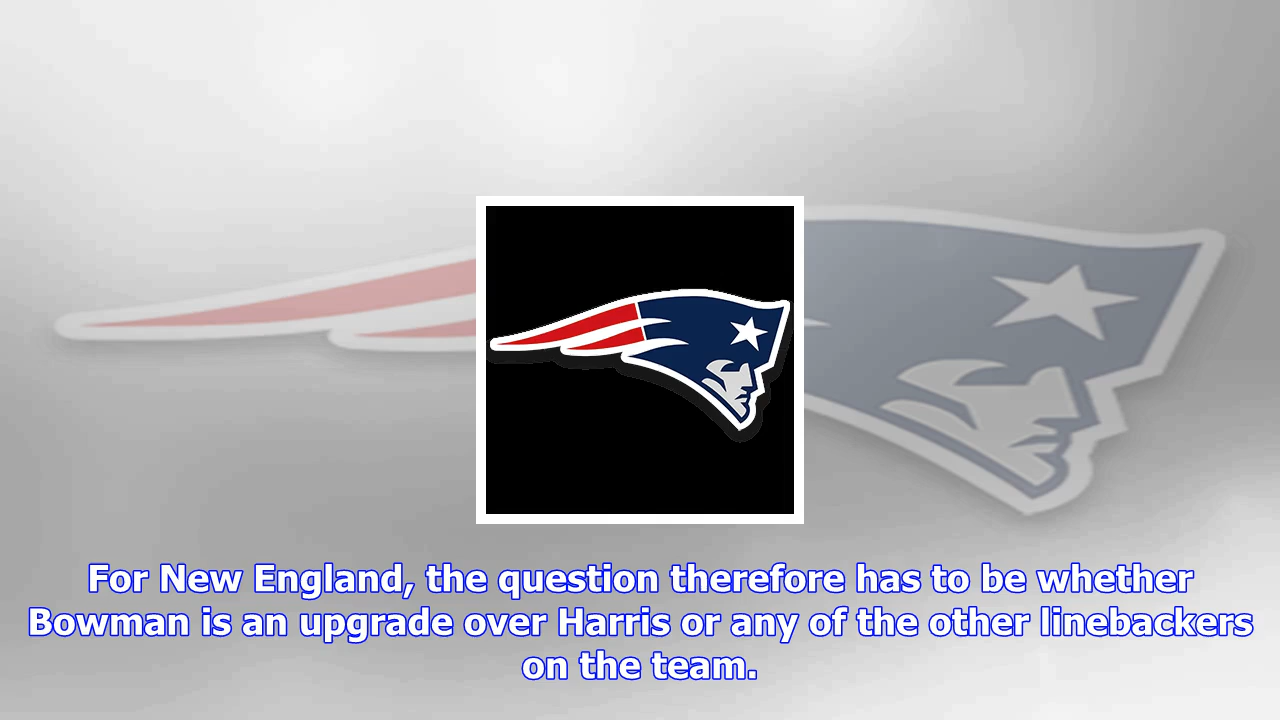 For New England, the question therefore has to be whether
Bowman is an upgrade over Harris or any of the other linebackers
on the team.